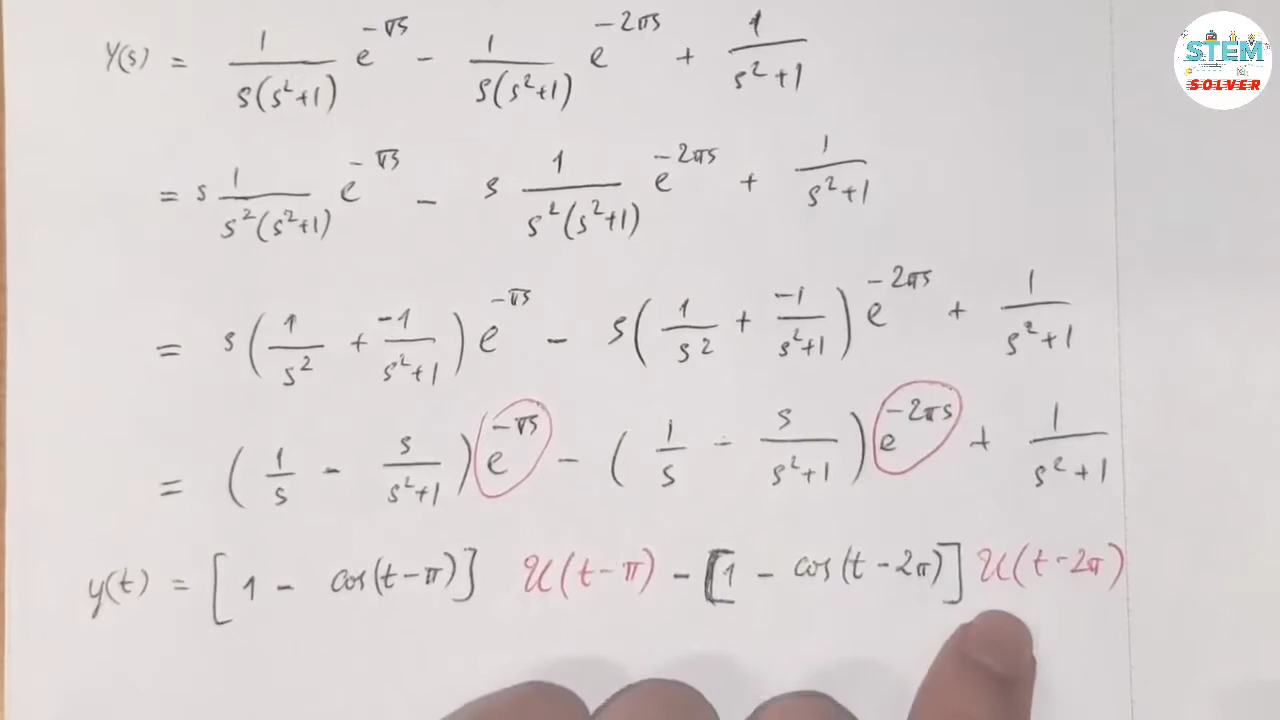 STEM
SOLVER
Y(s) = 1/(s(s²+1)) e^(-πs) - 1/(s(s²+1)) e^(-2πs) + 1/(s²+1)
= s 1/(s²(s²+1)) e^(-πs) - s 1/(s²(s²+1)) e^(-2πs) + 1/(s²+1)
= s(1/s² + -1/(s²+1)) e^(-πs) - s(1/s² + -1/(s²+1)) e^(-2πs) + 1/(s²+1)
= (1/s - s/(s²+1)) e^(-πs) - (1/s - s/(s²+1)) e^(-2πs) + 1/(s²+1)
y(t) = [1 - cos(t-π)] U(t-π) - [1 - cos(t-2π)] U(t-2π)